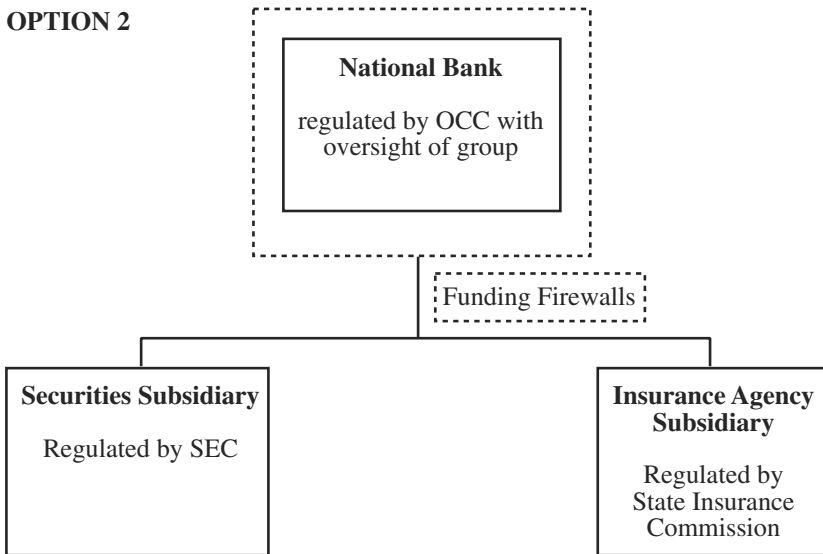 OPTION 2
National Bank
regulated by OCC with
oversight of group
Funding Firewalls
Securities Subsidiary
Regulated by SEC
Insurance Agency
Subsidiary
Regulated by
State Insurance
Commission